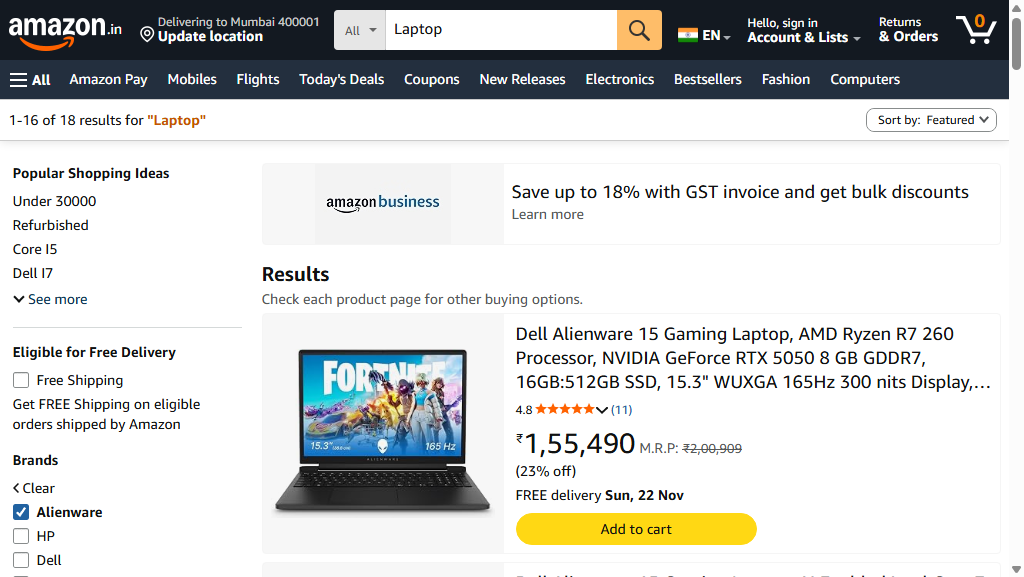 amazon.in
Delivering to Mumbai 400001
Update location
All
Laptop
EN
Hello, sign in
Account & Lists
Returns
& Orders
0
All
Amazon Pay
Mobiles
Flights
Today's Deals
Coupons
New Releases
Electronics
Bestsellers
Fashion
Computers
1-16 of 18 results for "Laptop"
Sort by: Featured
Popular Shopping Ideas
Under 30000
Refurbished
Core I5
Dell I7
See more
Eligible for Free Delivery
Free Shipping
Get FREE Shipping on eligible
orders shipped by Amazon
Brands
Clear
Alienware
HP
Dell
amazon business
Save up to 18% with GST invoice and get bulk discounts
Learn more
Results
Check each product page for other buying options.
FORTNITE
15.3"
165 Hz
ALIENWARE
Dell Alienware 15 Gaming Laptop, AMD Ryzen R7 260
Processor, NVIDIA GeForce RTX 5050 8 GB GDDR7,
16GB:512GB SSD, 15.3" WUXGA 165Hz 300 nits Display,…
4.8 (11)
₹1,55,490 M.R.P: ₹2,00,909
(23% off)
FREE delivery Sun, 22 Nov
Add to cart